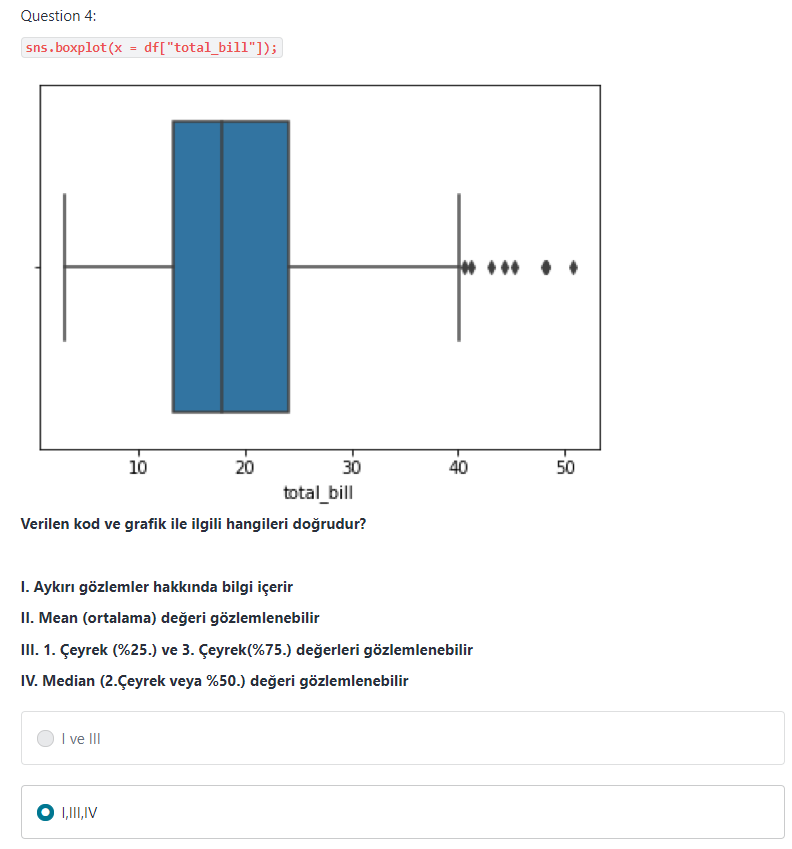 Question 4:
sns.boxplot(x = df["total_bill"]);
10 20 30 40 50
total_bill
Verilen kod ve grafik ile ilgili hangileri doğrudur?
I. Aykırı gözlemler hakkında bilgi içerir
II. Mean (ortalama) değeri gözlemlenebilir
III. 1. Çeyrek (%25.) ve 3. Çeyrek(%75.) değerleri gözlemlenebilir
IV. Median (2.Çeyrek veya %50.) değeri gözlemlenebilir
I ve III
I,III,IV